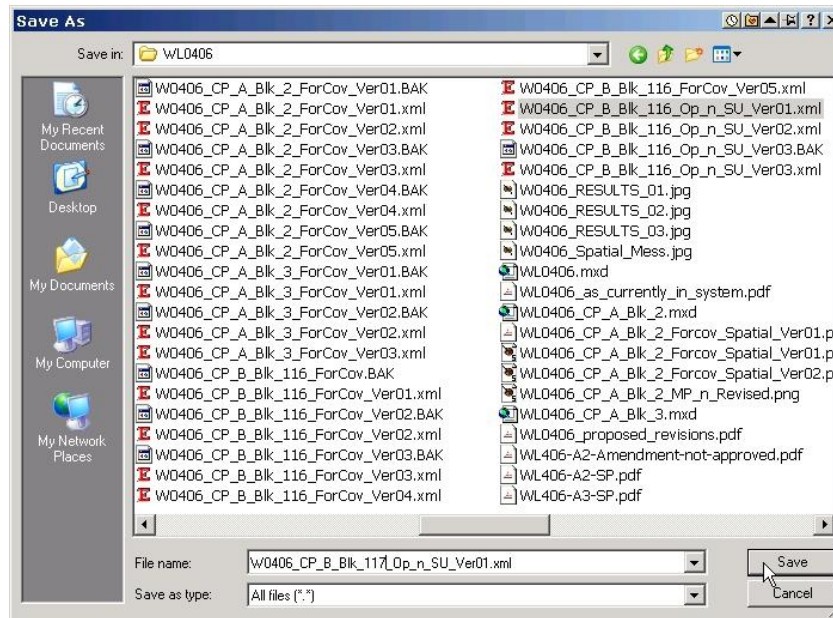 Save As
Save in: WL0406
My Recent
Documents
Desktop
My Documents
My Computer
My Network
Places
W0406_CP_A_Blk_2_ForCov_Ver01.BAK
W0406_CP_A_Blk_2_ForCov_Ver01.xml
W0406_CP_A_Blk_2_ForCov_Ver02.xml
W0406_CP_A_Blk_2_ForCov_Ver03.BAK
W0406_CP_A_Blk_2_ForCov_Ver03.xml
W0406_CP_A_Blk_2_ForCov_Ver04.BAK
W0406_CP_A_Blk_2_ForCov_Ver04.xml
W0406_CP_A_Blk_2_ForCov_Ver05.BAK
W0406_CP_A_Blk_2_ForCov_Ver05.xml
W0406_CP_A_Blk_3_ForCov_Ver01.BAK
W0406_CP_A_Blk_3_ForCov_Ver01.xml
W0406_CP_A_Blk_3_ForCov_Ver02.BAK
W0406_CP_A_Blk_3_ForCov_Ver02.xml
W0406_CP_A_Blk_3_ForCov_Ver03.xml
W0406_CP_B_Blk_116_ForCov.BAK
W0406_CP_B_Blk_116_ForCov_Ver01.xml
W0406_CP_B_Blk_116_ForCov_Ver02.BAK
W0406_CP_B_Blk_116_ForCov_Ver02.xml
W0406_CP_B_Blk_116_ForCov_Ver03.BAK
W0406_CP_B_Blk_116_ForCov_Ver03.xml
W0406_CP_B_Blk_116_ForCov_Ver04.xml
W0406_CP_B_Blk_116_ForCov_Ver05.xml
W0406_CP_B_Blk_116_Op_n_SU_Ver01.xml
W0406_CP_B_Blk_116_Op_n_SU_Ver02.xml
W0406_CP_B_Blk_116_Op_n_SU_Ver03.BAK
W0406_CP_B_Blk_116_Op_n_SU_Ver03.xml
W0406_RESULTS_01.jpg
W0406_RESULTS_02.jpg
W0406_RESULTS_03.jpg
W0406_Spatial_Mess.jpg
WL0406.mxd
WL0406_as_currently_in_system.pdf
WL0406_CP_A_Blk_2.mxd
WL0406_CP_A_Blk_2_Forcov_Spatial_Ver01.p
WL0406_CP_A_Blk_2_Forcov_Spatial_Ver01.p
WL0406_CP_A_Blk_2_Forcov_Spatial_Ver02.p
WL0406_CP_A_Blk_2_MP_n_Revised.png
WL0406_CP_A_Blk_3.mxd
WL0406_proposed_revisions.pdf
WL406-A2-Amendment-not-approved.pdf
WL406-A2-SP.pdf
WL406-A3-SP.pdf
File name: W0406_CP_B_Blk_117_Op_n_SU_Ver01.xml
Save
Save as type: All files (*.*)
Cancel